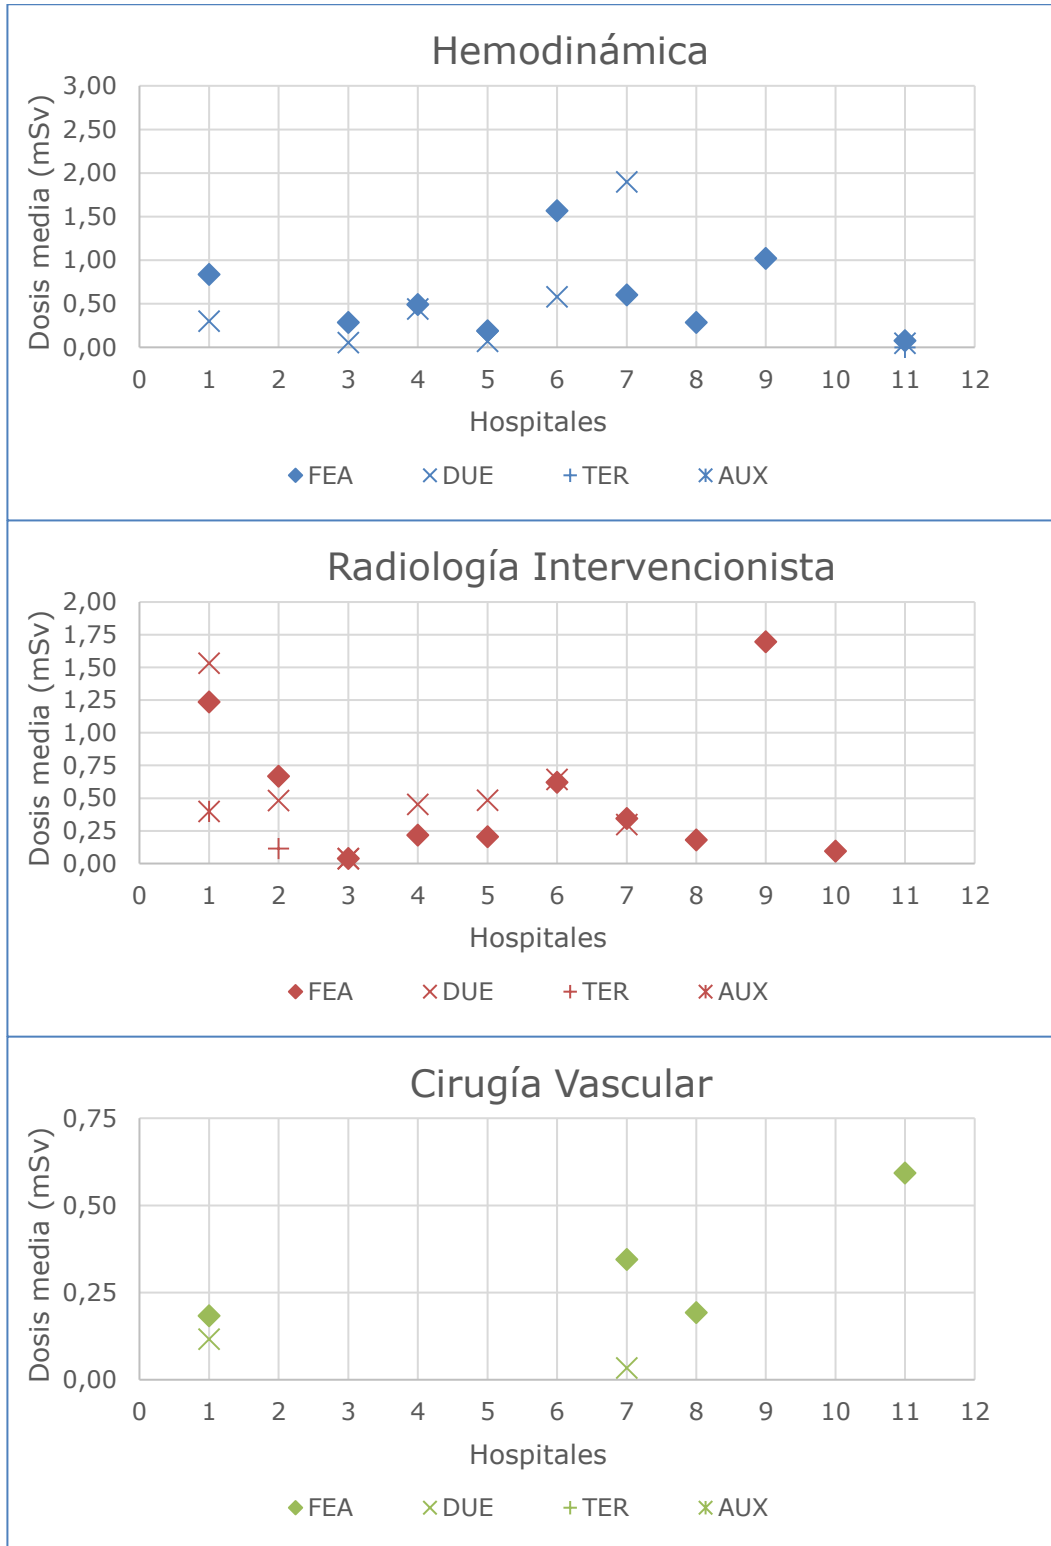 Hemodinámica
Dosis media (mSv)
3,00
2,50
2,00
1,50
1,00
0,50
0,00
0 1 2 3 4 5 6 7 8 9 10 11 12
Hospitales
FEA DUE TER AUX
Radiología Intervencionista
Dosis media (mSv)
2,00
1,75
1,50
1,25
1,00
0,75
0,50
0,25
0,00
0 1 2 3 4 5 6 7 8 9 10 11 12
Hospitales
FEA DUE TER AUX
Cirugía Vascular
Dosis media (mSv)
0,75
0,50
0,25
0,00
0 1 2 3 4 5 6 7 8 9 10 11 12
Hospitales
FEA DUE TER AUX